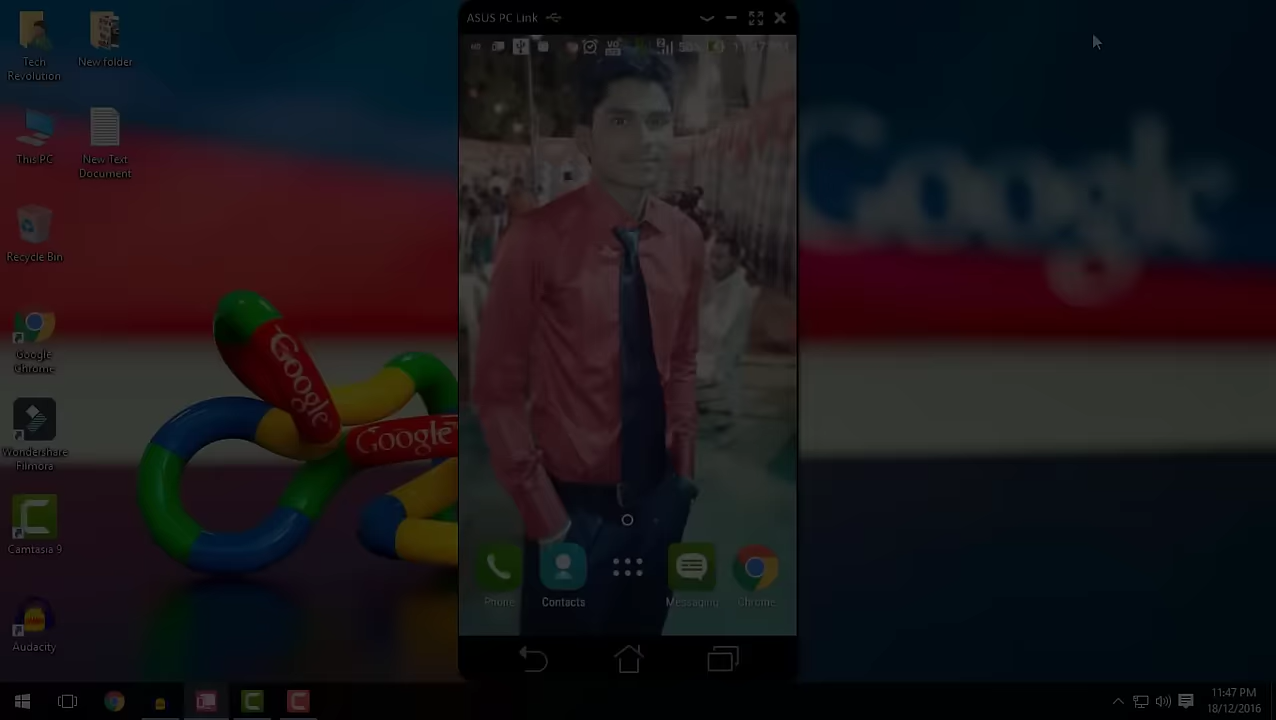 ASUS PC Link
Tech
Revolution
New folder
This PC
New Text
Document
Recycle Bin
Google
Chrome
Wondershare
Filmora
Camtasia 9
Audacity
Google
Google
Google
Phone
Contacts
Messaging
Chrome
11:47 PM
18/12/2016